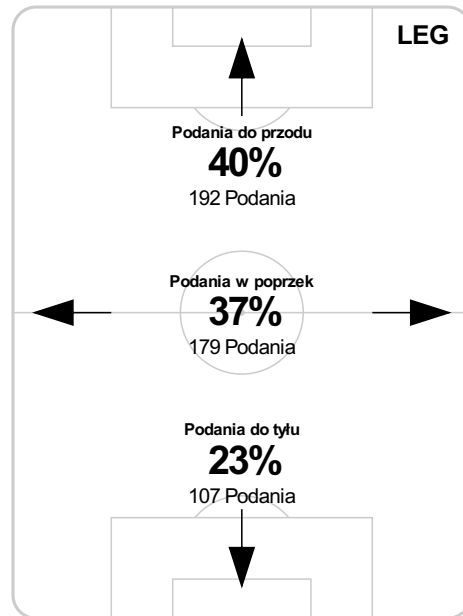 LEG
Podania do przodu
40%
192 Podania
Podania w poprzek
37%
179 Podania
Podania do tyłu
23%
107 Podania